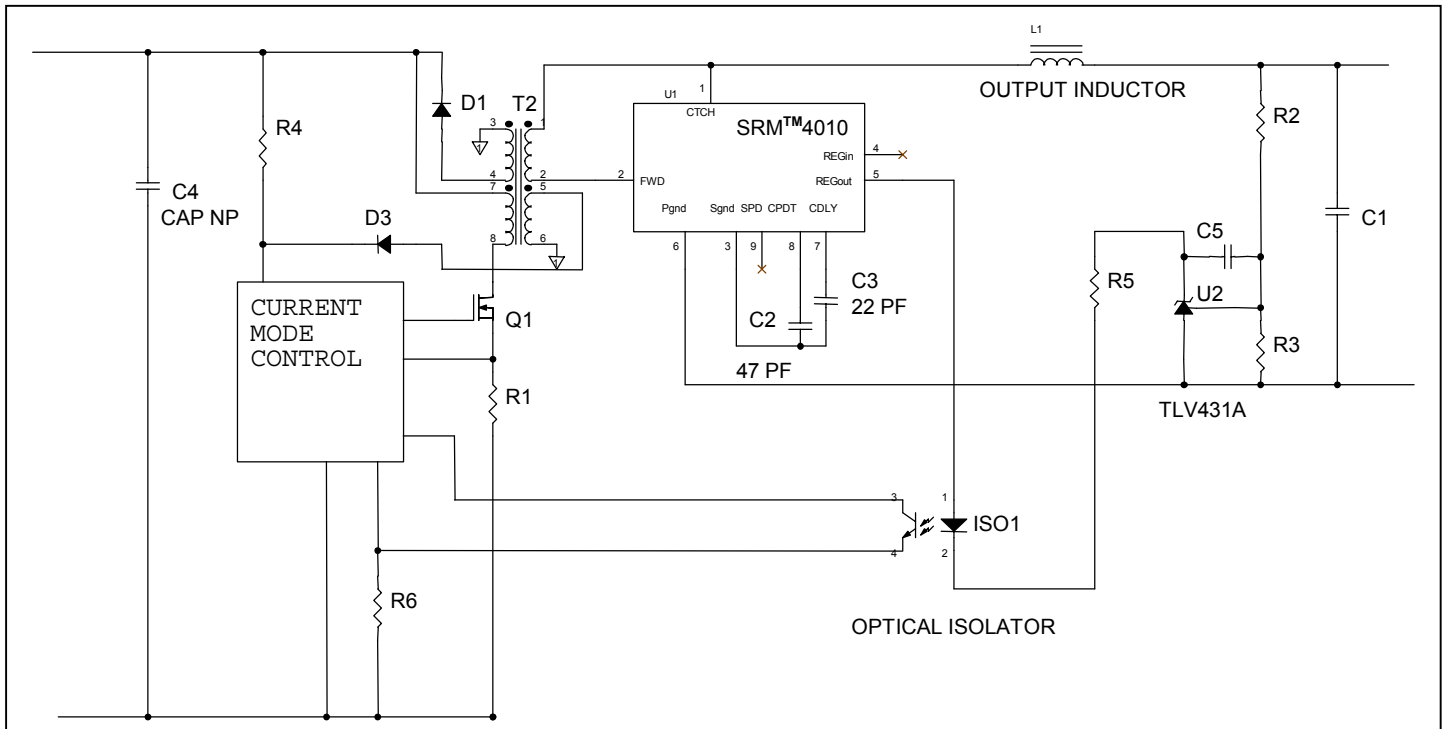 L1
OUTPUT INDUCTOR
D1
T2
U1
1
CTCH
SRM™4010
REGin
4
REGout
5
2
FWD
Pgnd
Sgnd
SPD
CPDT
CDLY
6
3
9
8
7
R4
R2
3
1
1
4
2
7
5
8
6
1
C4
CAP NP
D3
C3
22 PF
C2
47 PF
C5
C1
R5
U2
R3
TLV431A
CURRENT
MODE
CONTROL
Q1
R1
3
1
ISO1
4
2
R6
OPTICAL ISOLATOR